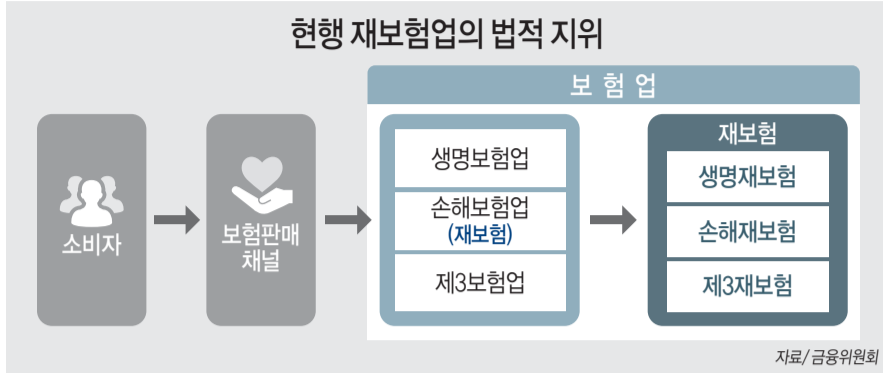 현행 재보험업의 법적 지위
보 험 업
소비자
보험판매
채널
생명보험업
손해보험업
(재보험)
제3보험업
재보험
생명재보험
손해재보험
제3재보험
자료/금융위원회